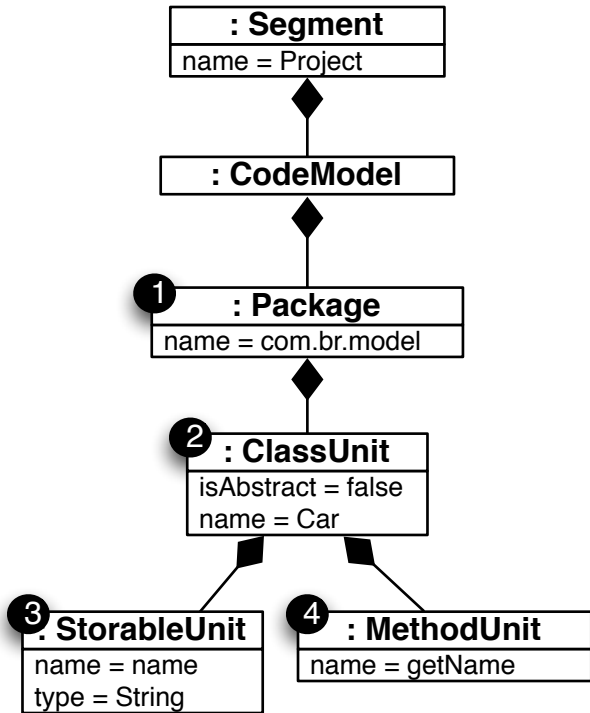 : Segment
name = Project
: CodeModel
1
: Package
name = com.br.model
2
: ClassUnit
isAbstract = false
name = Car
3
: StorableUnit
name = name
type = String
4
: MethodUnit
name = getName